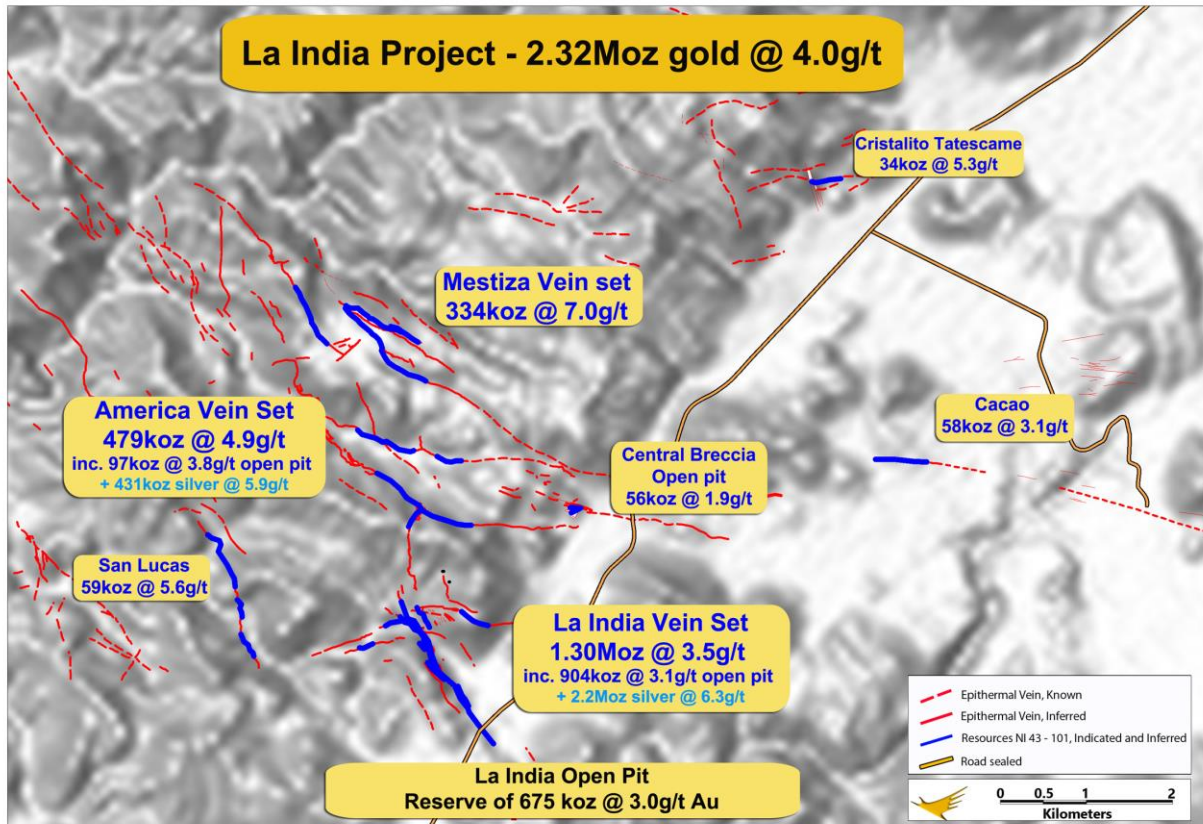 La India Project - 2.32Moz gold @ 4.0g/t
Cristalito Tatescame
34koz @ 5.3g/t
Mestiza Vein set
334koz @ 7.0g/t
America Vein Set
479koz @ 4.9g/t
inc. 97koz @ 3.8g/t open pit
+ 431koz silver @ 5.9g/t
Cacao
58koz @ 3.1g/t
Central Breccia
Open pit
56koz @ 1.9g/t
San Lucas
59koz @ 5.6g/t
La India Vein Set
1.30Moz @ 3.5g/t
inc. 904koz @ 3.1g/t open pit
+ 2.2Moz silver @ 6.3g/t
La India Open Pit
Reserve of 675 koz @ 3.0g/t Au
Epithermal Vein, Known
Epithermal Vein, Inferred
Resources NI 43 - 101, Indicated and Inferred
Road sealed
0 0.5 1 2
Kilometers